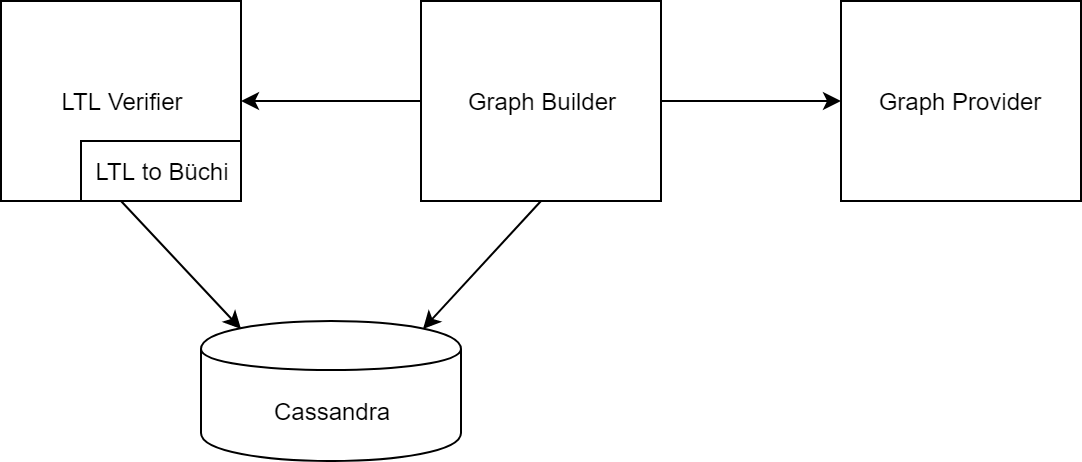 LTL Verifier
Graph Builder
Graph Provider
LTL to Büchi
Cassandra